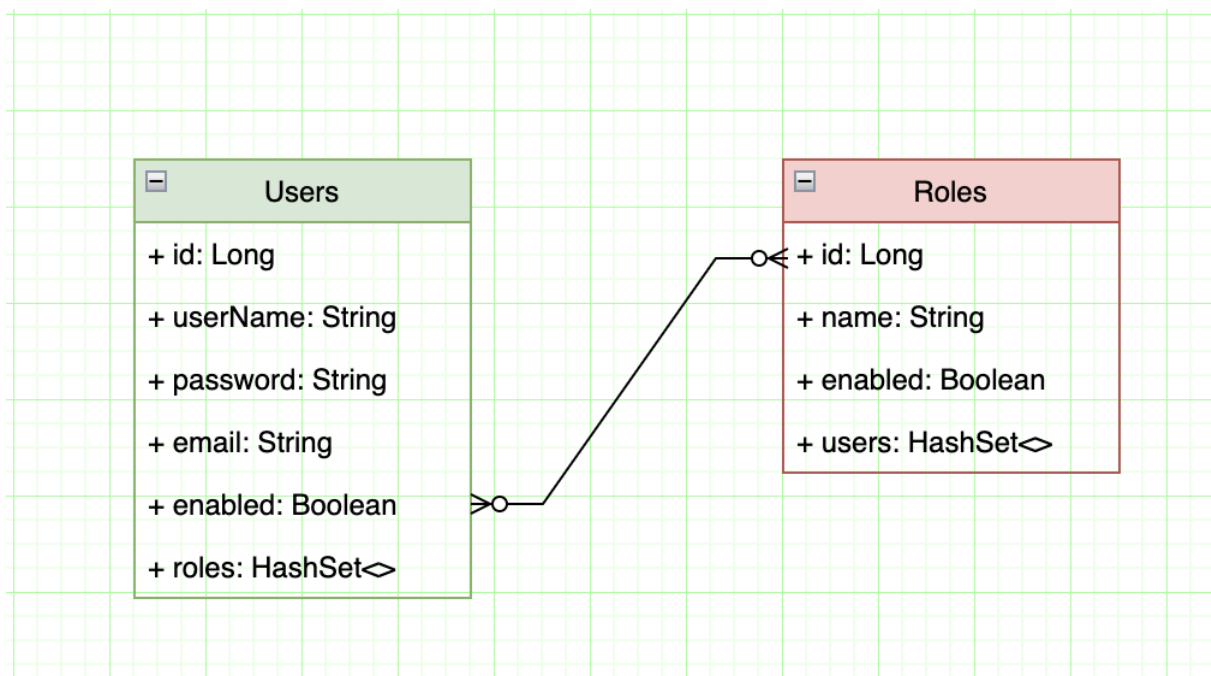 Users
+ id: Long
+ userName: String
+ password: String
+ email: String
+ enabled: Boolean
+ roles: HashSet<>
Roles
+ id: Long
+ name: String
+ enabled: Boolean
+ users: HashSet<>